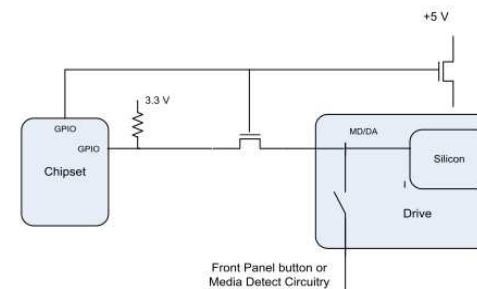 +5 V
3.3 V
GPIO
GPIO
Chipset
MD/DA
Silicon
Drive
Front Panel button or
Media Detect Circuitry